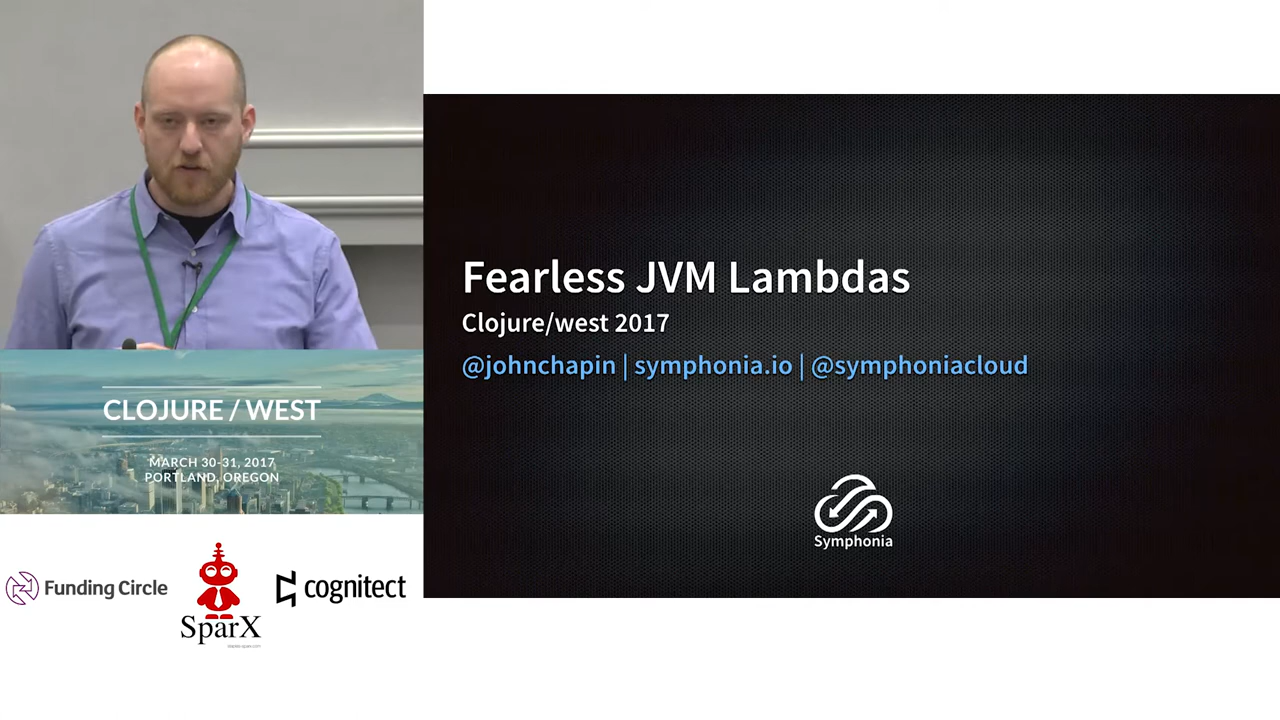 Fearless JVM Lambdas
Clojure/west 2017
@johnchapin | symphonia.io | @symphoniacloud
Symphonia
CLOJURE / WEST
MARCH 30-31, 2017
PORTLAND, OREGON
Funding Circle
SparX
cognitect